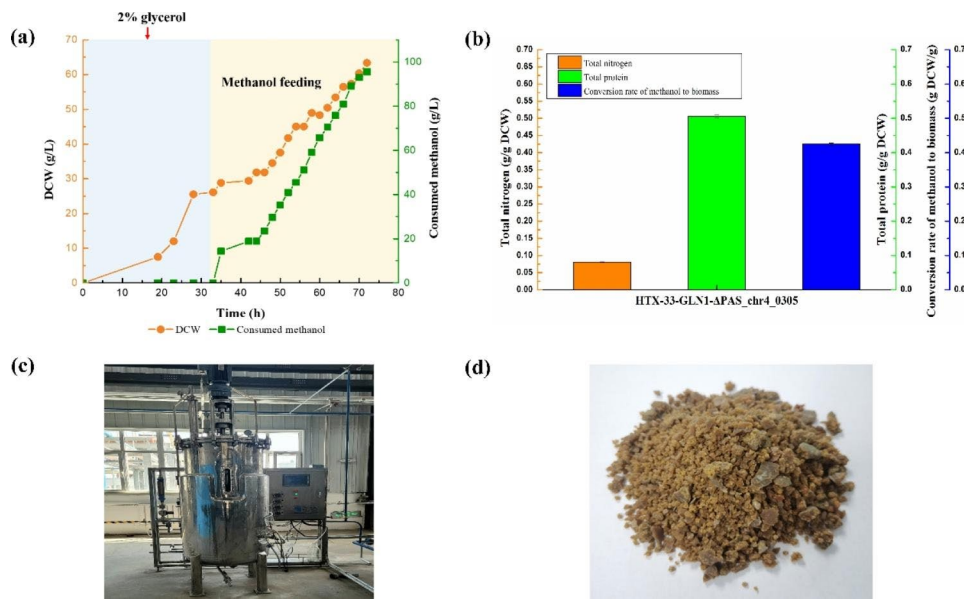 (a)
2% glycerol
Methanol feeding
DCW (g/L)
70
60
50
40
30
20
10
0
Consumed methanol (g/L)
100
80
60
40
20
0
0 10 20 30 40 50 60 70 80
Time (h)
DCW Consumed methanol
(b)
Total nitrogen
Total protein
Conversion rate of methanol to biomass
Total nitrogen (g/g DCW)
0.70
0.65
0.60
0.55
0.50
0.45
0.40
0.35
0.30
0.25
0.20
0.15
0.10
0.05
0.00
Total protein (g/g DCW)
0.7
0.6
0.5
0.4
0.3
0.2
0.1
0.0
Conversion rate of methanol to biomass (g DCW/g)
0.7
0.6
0.5
0.4
0.3
0.2
0.1
0.0
HTX-33-GLN1-ΔPAS_chr4_0305
(c)
(d)